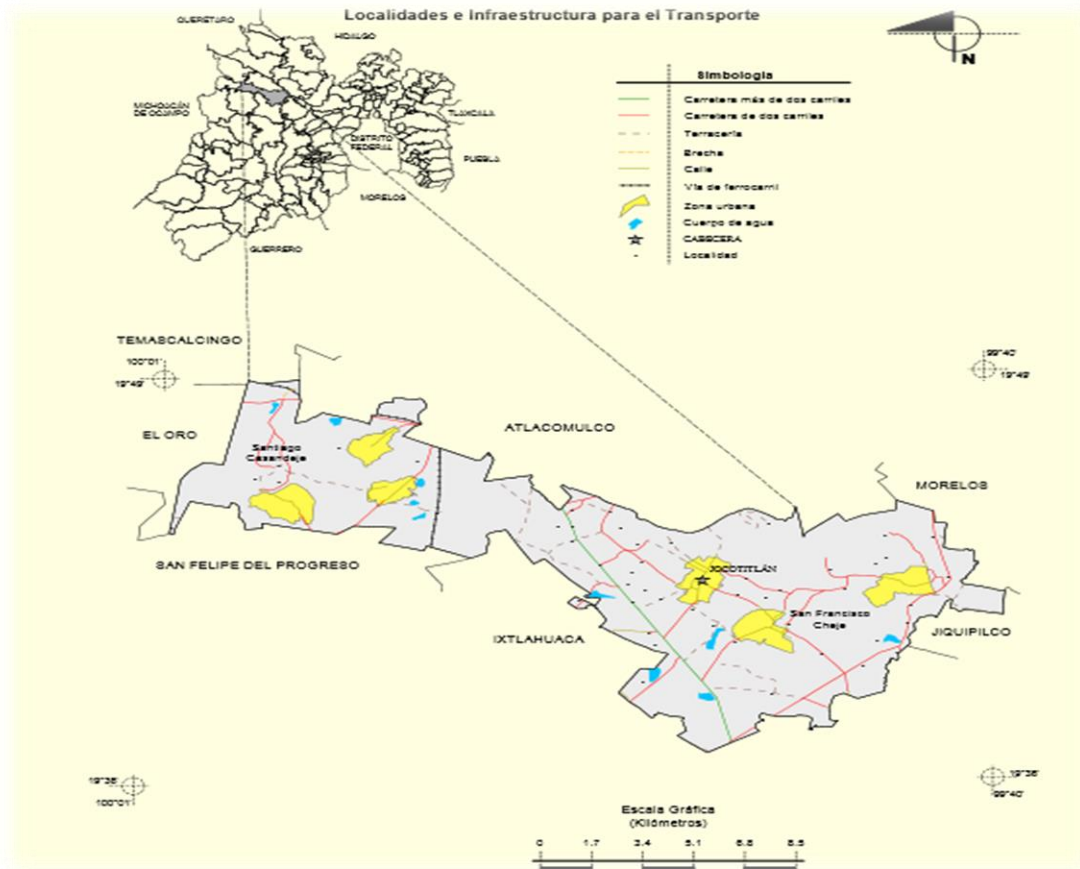 Localidades e Infraestructura para el Transporte
QUERÉTARO
HIDALGO
MICHOACÁN
DE OCAMPO
TLAXCALA
DISTRITO
FEDERAL
PUEBLA
MORELOS
GUERRERO
N
Simbología
Carretera más de dos carriles
Carretera de dos carriles
Terracería
Brecha
Calle
Vía de ferrocarril
Zona urbana
Cuerpo de agua
CABECERA
Localidad
TEMASCALCINGO
100°01'
19°49'
99°40'
19°49'
EL ORO
Santiago
Casandeje
ATLACOMULCO
MORELOS
SAN FELIPE DEL PROGRESO
JOCOTITLÁN
San Francisco
Cheje
IXTLAHUACA
JIQUIPILCO
19°36'
100°01'
19°36'
99°40'
Escala Gráfica
(Kilómetros)
0 1.7 3.4 5.1 6.8 8.5